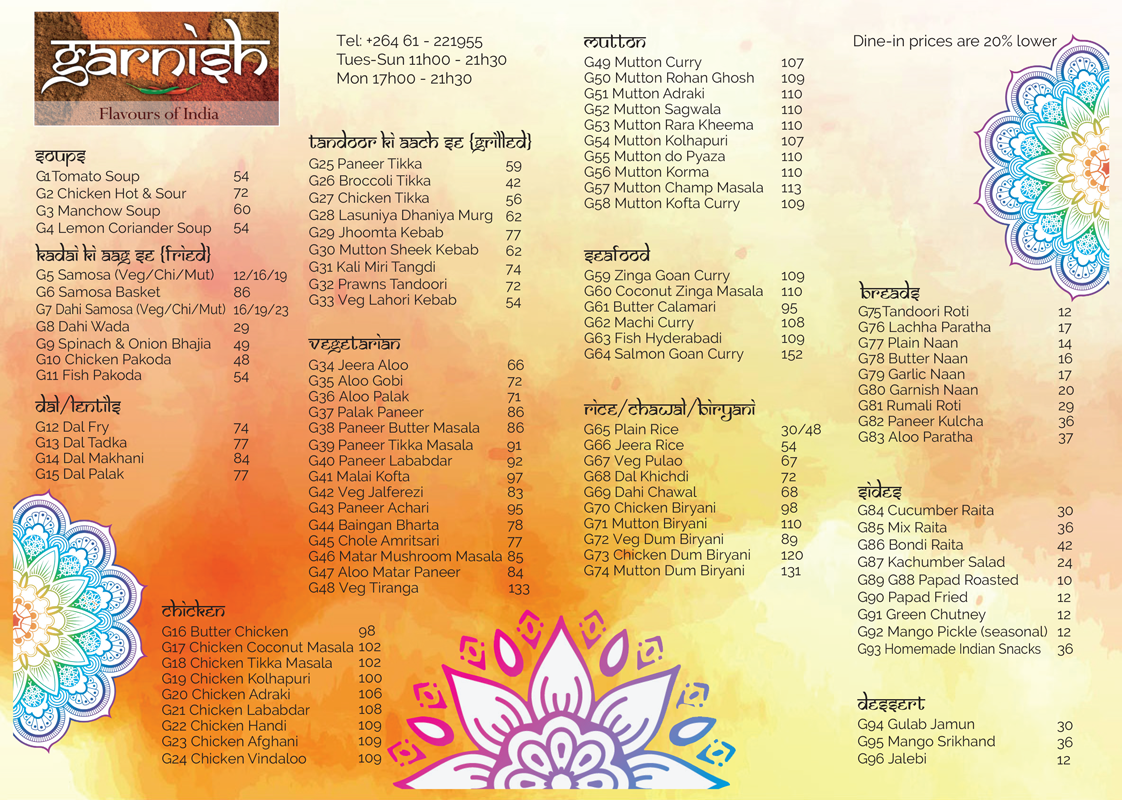 garnish
Flavours of India
Tel: +264 61 - 221955
Tues-Sun 11h00 - 21h30
Mon 17h00 - 21h30
Dine-in prices are 20% lower
soups
G1Tomato Soup 54
G2 Chicken Hot & Sour 72
G3 Manchow Soup 60
G4 Lemon Coriander Soup 54
kadai ki aag se {fried}
G5 Samosa (Veg/Chi/Mut) 12/16/19
G6 Samosa Basket 86
G7 Dahi Samosa (Veg/Chi/Mut) 16/19/23
G8 Dahi Wada 29
G9 Spinach & Onion Bhajia 49
G10 Chicken Pakoda 48
G11 Fish Pakoda 54
dal/lentils
G12 Dal Fry 74
G13 Dal Tadka 77
G14 Dal Makhani 84
G15 Dal Palak 77
chicken
G16 Butter Chicken 98
G17 Chicken Coconut Masala 102
G18 Chicken Tikka Masala 102
G19 Chicken Kolhapuri 100
G20 Chicken Adraki 106
G21 Chicken Lababdar 108
G22 Chicken Handi 109
G23 Chicken Afghani 109
G24 Chicken Vindaloo 109
tandoor ki aach se {grilled}
G25 Paneer Tikka 59
G26 Broccoli Tikka 42
G27 Chicken Tikka 56
G28 Lasuniya Dhaniya Murg 62
G29 Jhoomta Kebab 77
G30 Mutton Sheek Kebab 62
G31 Kali Miri Tangdi 74
G32 Prawns Tandoori 72
G33 Veg Lahori Kebab 54
vegetarian
G34 Jeera Aloo 66
G35 Aloo Gobi 72
G36 Aloo Palak 71
G37 Palak Paneer 86
G38 Paneer Butter Masala 86
G39 Paneer Tikka Masala 91
G40 Paneer Lababdar 92
G41 Malai Kofta 97
G42 Veg Jalferezi 83
G43 Paneer Achari 95
G44 Baingan Bharta 78
G45 Chole Amritsari 77
G46 Matar Mushroom Masala 85
G47 Aloo Matar Paneer 84
G48 Veg Tiranga 133
mutton
G49 Mutton Curry 107
G50 Mutton Rohan Ghosh 109
G51 Mutton Adraki 110
G52 Mutton Sagwala 110
G53 Mutton Rara Kheema 110
G54 Mutton Kolhapuri 107
G55 Mutton do Pyaza 110
G56 Mutton Korma 110
G57 Mutton Champ Masala 113
G58 Mutton Kofta Curry 109
seafood
G59 Zinga Goan Curry 109
G60 Coconut Zinga Masala 110
G61 Butter Calamari 95
G62 Machi Curry 108
G63 Fish Hyderabadi 109
G64 Salmon Goan Curry 152
rice/chawal/biryani
G65 Plain Rice 30/48
G66 Jeera Rice 54
G67 Veg Pulao 67
G68 Dal Khichdi 72
G69 Dahi Chawal 68
G70 Chicken Biryani 98
G71 Mutton Biryani 110
G72 Veg Dum Biryani 89
G73 Chicken Dum Biryani 120
G74 Mutton Dum Biryani 131
breads
G75Tandoori Roti 12
G76 Lachha Paratha 17
G77 Plain Naan 14
G78 Butter Naan 16
G79 Garlic Naan 17
G80 Garnish Naan 20
G81 Rumali Roti 29
G82 Paneer Kulcha 36
G83 Aloo Paratha 37
sides
G84 Cucumber Raita 30
G85 Mix Raita 36
G86 Bondi Raita 42
G87 Kachumber Salad 24
G89 G88 Papad Roasted 10
G90 Papad Fried 12
G91 Green Chutney 12
G92 Mango Pickle (seasonal) 12
G93 Homemade Indian Snacks 36
dessert
G94 Gulab Jamun 30
G95 Mango Srikhand 36
G96 Jalebi 12